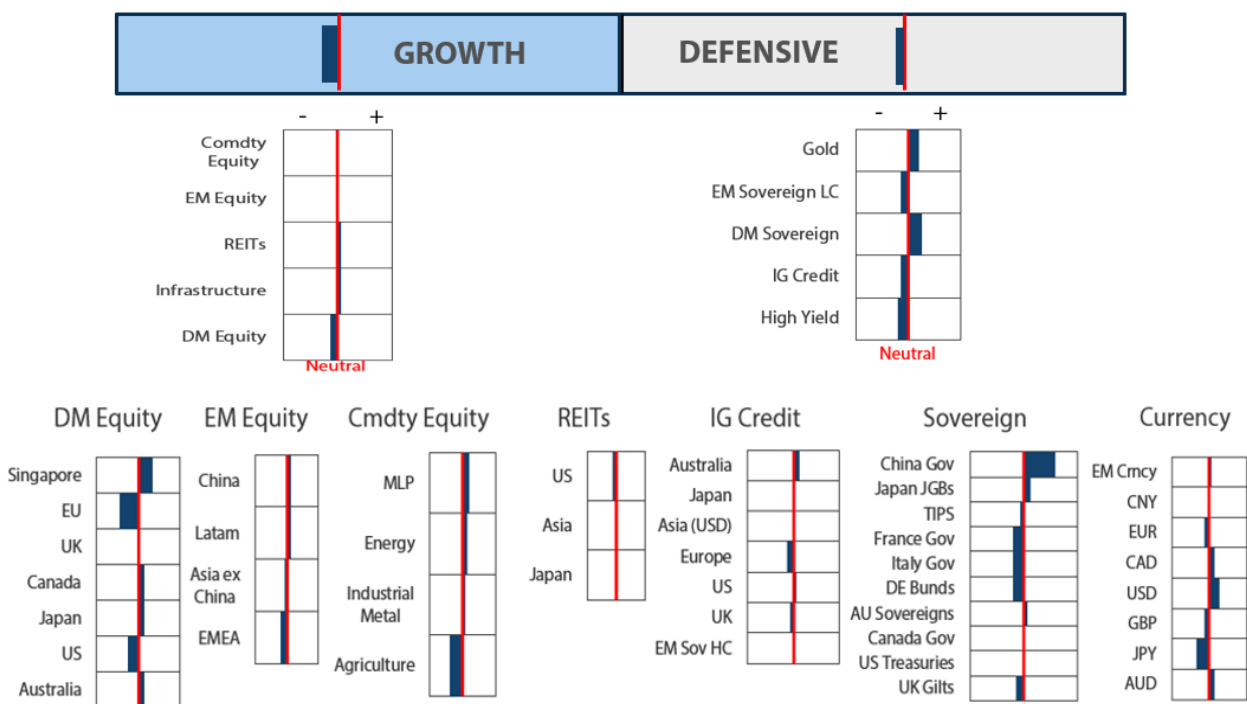 GROWTH
DEFENSIVE
- +
Comdty
Equity
EM Equity
REITs
Infrastructure
DM Equity
Neutral
- +
Gold
EM Sovereign LC
DM Sovereign
IG Credit
High Yield
Neutral
DM Equity
Singapore
EU
UK
Canada
Japan
US
Australia
EM Equity
China
Latam
Asia ex
China
EMEA
Cmdty Equity
MLP
Energy
Industrial
Metal
Agriculture
REITs
US
Asia
Japan
IG Credit
Australia
Japan
Asia (USD)
Europe
US
UK
EM Sov HC
Sovereign
China Gov
Japan JGBs
TIPS
France Gov
Italy Gov
DE Bunds
AU Sovereigns
Canada Gov
US Treasuries
UK Gilts
Currency
EM Crncy
CNY
EUR
CAD
USD
GBP
JPY
AUD